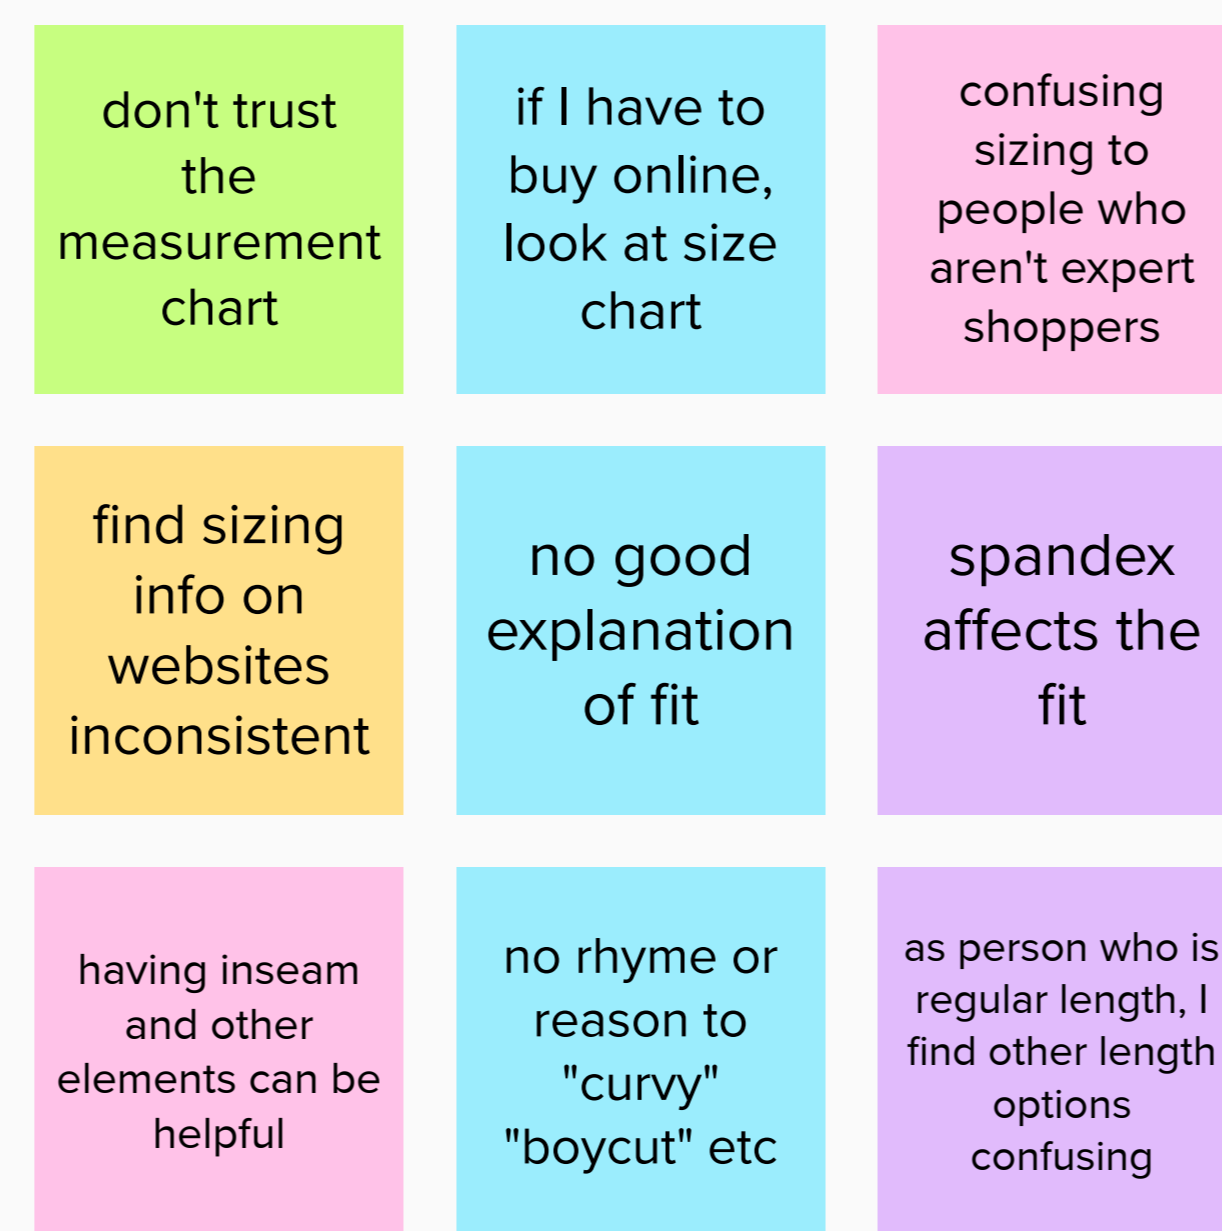 don't trust
the
measurement
chart
if I have to
buy online,
look at size
chart
confusing
sizing to
people who
aren't expert
shoppers
find sizing
info on
websites
inconsistent
no good
explanation
of fit
spandex
affects the
fit
having inseam
and other
elements can be
helpful
no rhyme or
reason to
"curvy"
"boycut" etc
as person who is
regular length, I
find other length
options
confusing